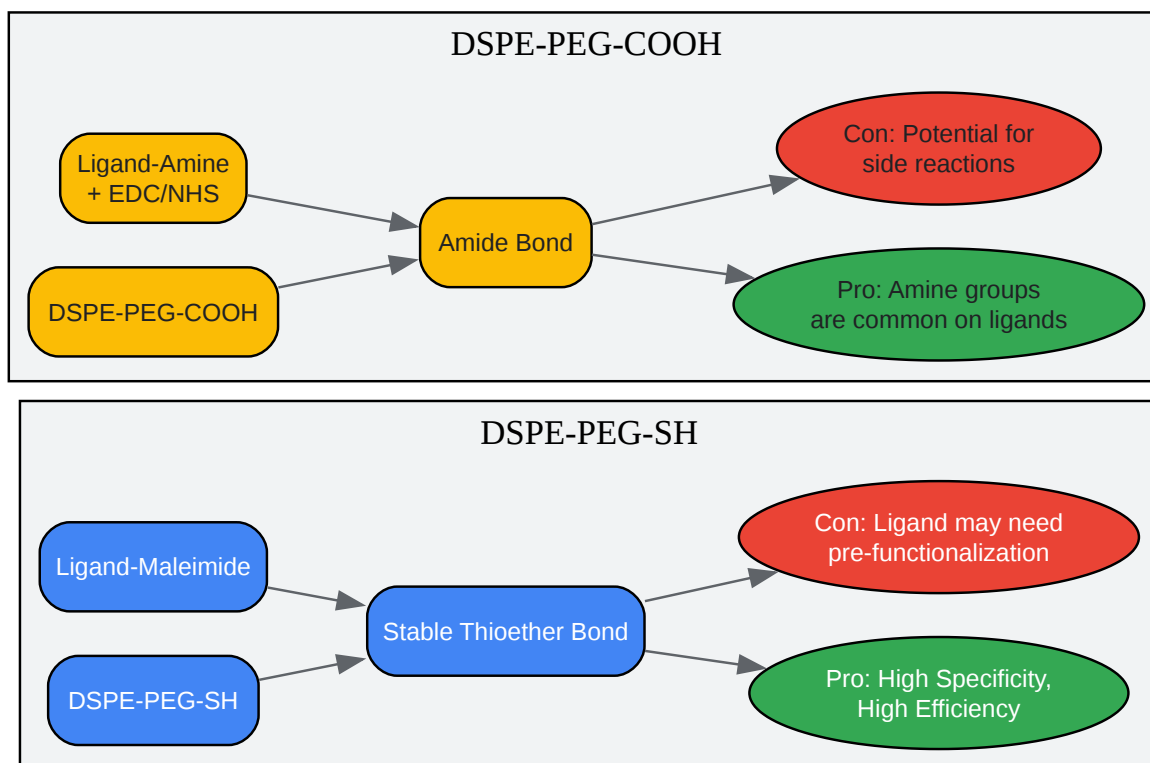 DSPE-PEG-COOH
Ligand-Amine
+ EDC/NHS
DSPE-PEG-COOH
Amide Bond
Con: Potential for
side reactions
Pro: Amine groups
are common on ligands
DSPE-PEG-SH
Ligand-Maleimide
DSPE-PEG-SH
Stable Thioether Bond
Con: Ligand may need
pre-functionalization
Pro: High Specificity,
High Efficiency